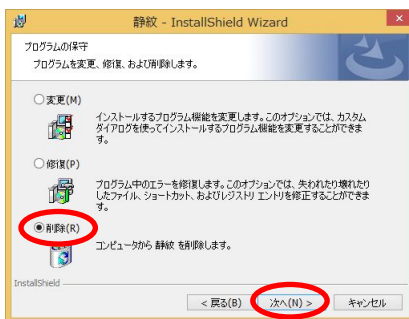 静紋 - InstallShield Wizard
プログラムの保守
プログラムを変更、修復、および削除します。
変更(M)
インストールするプログラム機能を変更します。このオプションでは、カスタム
ダイアログを使ってインストールするプログラム機能を変更することができま
す。
修復(P)
プログラム中のエラーを修復します。このオプションでは、失われたり壊れたり
したファイル、ショートカット、およびレジストリ エントリを修正することができま
す。
削除(R)
コンピュータから 静紋 を削除します。
InstallShield
< 戻る(B)
次へ(N) >
キャンセル